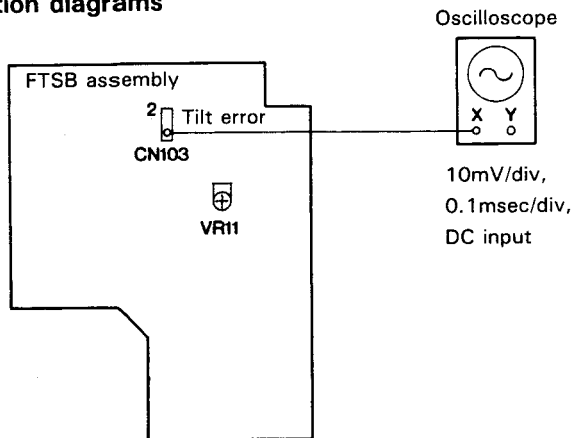 tion diagrams
Oscilloscope
FTSB assembly
2 Tilt error
X Y
CN103
10mV/div,
0.1msec/div,
DC input
VR11